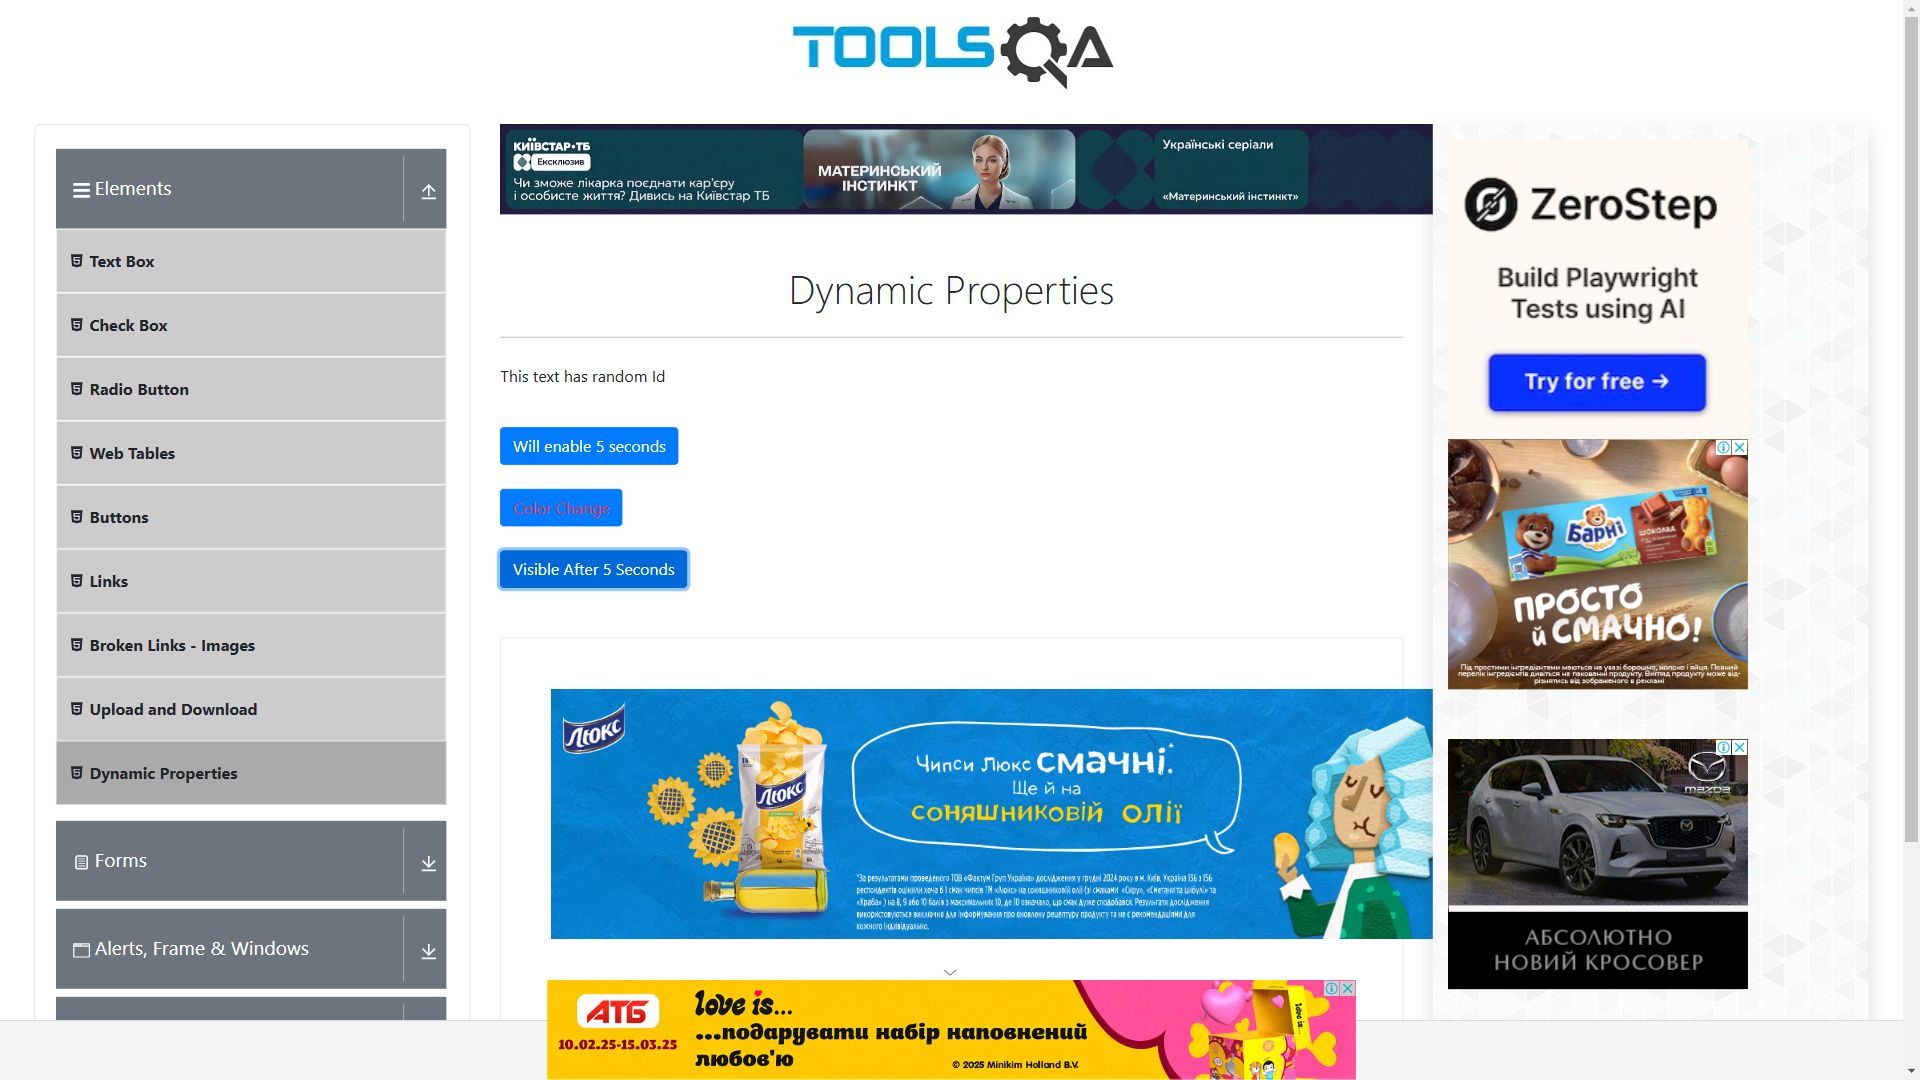 TOOLSQA
Elements
Text Box
Check Box
Radio Button
Web Tables
Buttons
Links
Broken Links - Images
Upload and Download
Dynamic Properties
Forms
Alerts, Frame & Windows
КИЇВСТАР·ТБ
Ексклюзив
Чи зможе лікарка поєднати кар'єру
і особисте життя? Дивись на Київстар ТБ
МАТЕРИНСЬКИЙ
ІНСТИНКТ
Українські серіали
«Материнський інстинкт»
Dynamic Properties
This text has random Id
Will enable 5 seconds
Color Change
Visible After 5 Seconds
Люкс
Люкс
Чипси Люкс смачні.*
Ще й на
соняшниковій олії
*За результатами проведеного ТОВ «Фактум Груп Україна» дослідження у грудні 2024 року в м. Київ, Україна 136 з 156
респондентів оцінили хоча б 1 смак чипсів ТМ «Люкс» на соняшниковій олії (зі смаками «Сиру», «Сметани та цибулі» та
«Краба») на 8, 9 або 10 балів з максимальних 10, де 10 означало, що смак дуже сподобався. Результати дослідження
використовуються виключно для інформування про оновлену рецептуру продукту та не є рекомендаціями для
кожного індивідуально.
АТБ
10.02.25-15.03.25
love is...
...подарувати набір наповнений
любов'ю
© 2025 Minikim Holland B.V.
love is...
ZeroStep
Build Playwright
Tests using AI
Try for free →
Барні
ШОКОЛАД
ПРОСТО
й СМАЧНО!
Під простими інгредієнтами маються на увазі борошно, молоко і яйця. Повний
перелік інгредієнтів дивіться на пакованні продукту. Вигляд продукту може від-
різнятись від зображеного в рекламі
mazda
АБСОЛЮТНО
НОВИЙ КРОСОВЕР